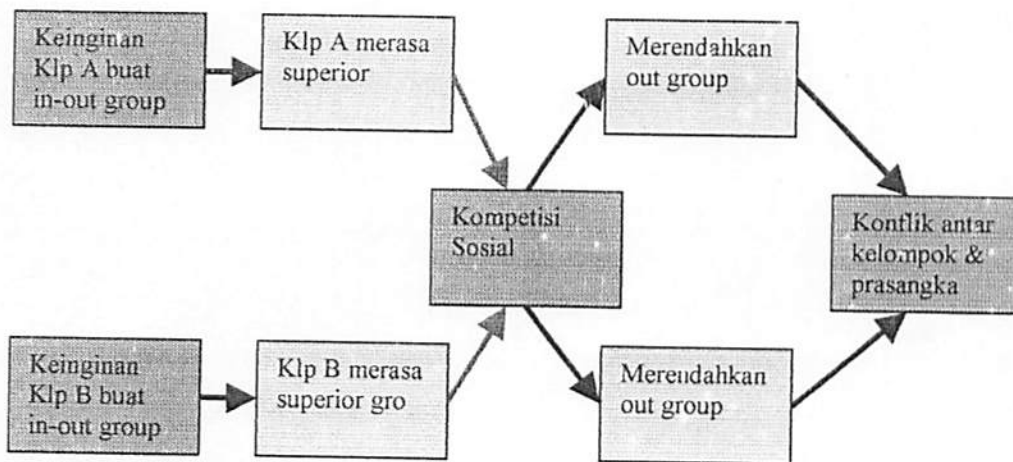 Keinginan
Klp A buat
in-out group
Klp A merasa
superior
Merendahkan
out group
Kompetisi
Sosial
Konflik antar
kelompok &
prasangka
Keinginan
Klp B buat
in-out group
Klp B merasa
superior gro
Merendahkan
out group